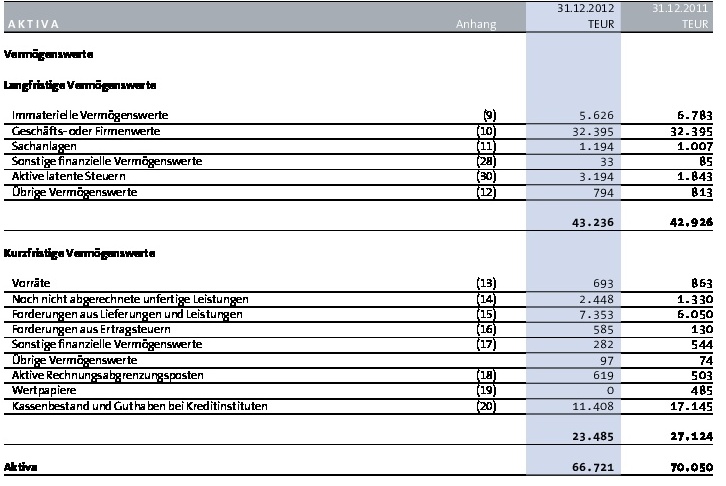 31.12.2012 31.12.2011
AKTIVA Anhang TEUR TEUR
Vermögenswerte
Langfristige Vermögenswerte
Immaterielle Vermögenswerte (9) 5.626 6.783
Geschäfts- oder Firmenwerte (10) 32.395 32.395
Sachanlagen (11) 1.194 1.007
Sonstige finanzielle Vermögenswerte (28) 33 85
Aktive latente Steuern (30) 3.194 1.843
Übrige Vermögenswerte (12) 794 813
43.236 42.926
Kurzfristige Vermögenswerte
Vorräte (13) 693 863
Noch nicht abgerechnete unfertige Leistungen (14) 2.448 1.330
Forderungen aus Lieferungen und Leistungen (15) 7.353 6.050
Forderungen aus Ertragsteuern (16) 585 130
Sonstige finanzielle Vermögenswerte (17) 282 544
Übrige Vermögenswerte 97 74
Aktive Rechnungsabgrenzungsposten (18) 619 503
Wertpapiere (19) 0 485
Kassenbestand und Guthaben bei Kreditinstituten (20) 11.408 17.145
23.485 27.124
Aktiva 66.721 70.050